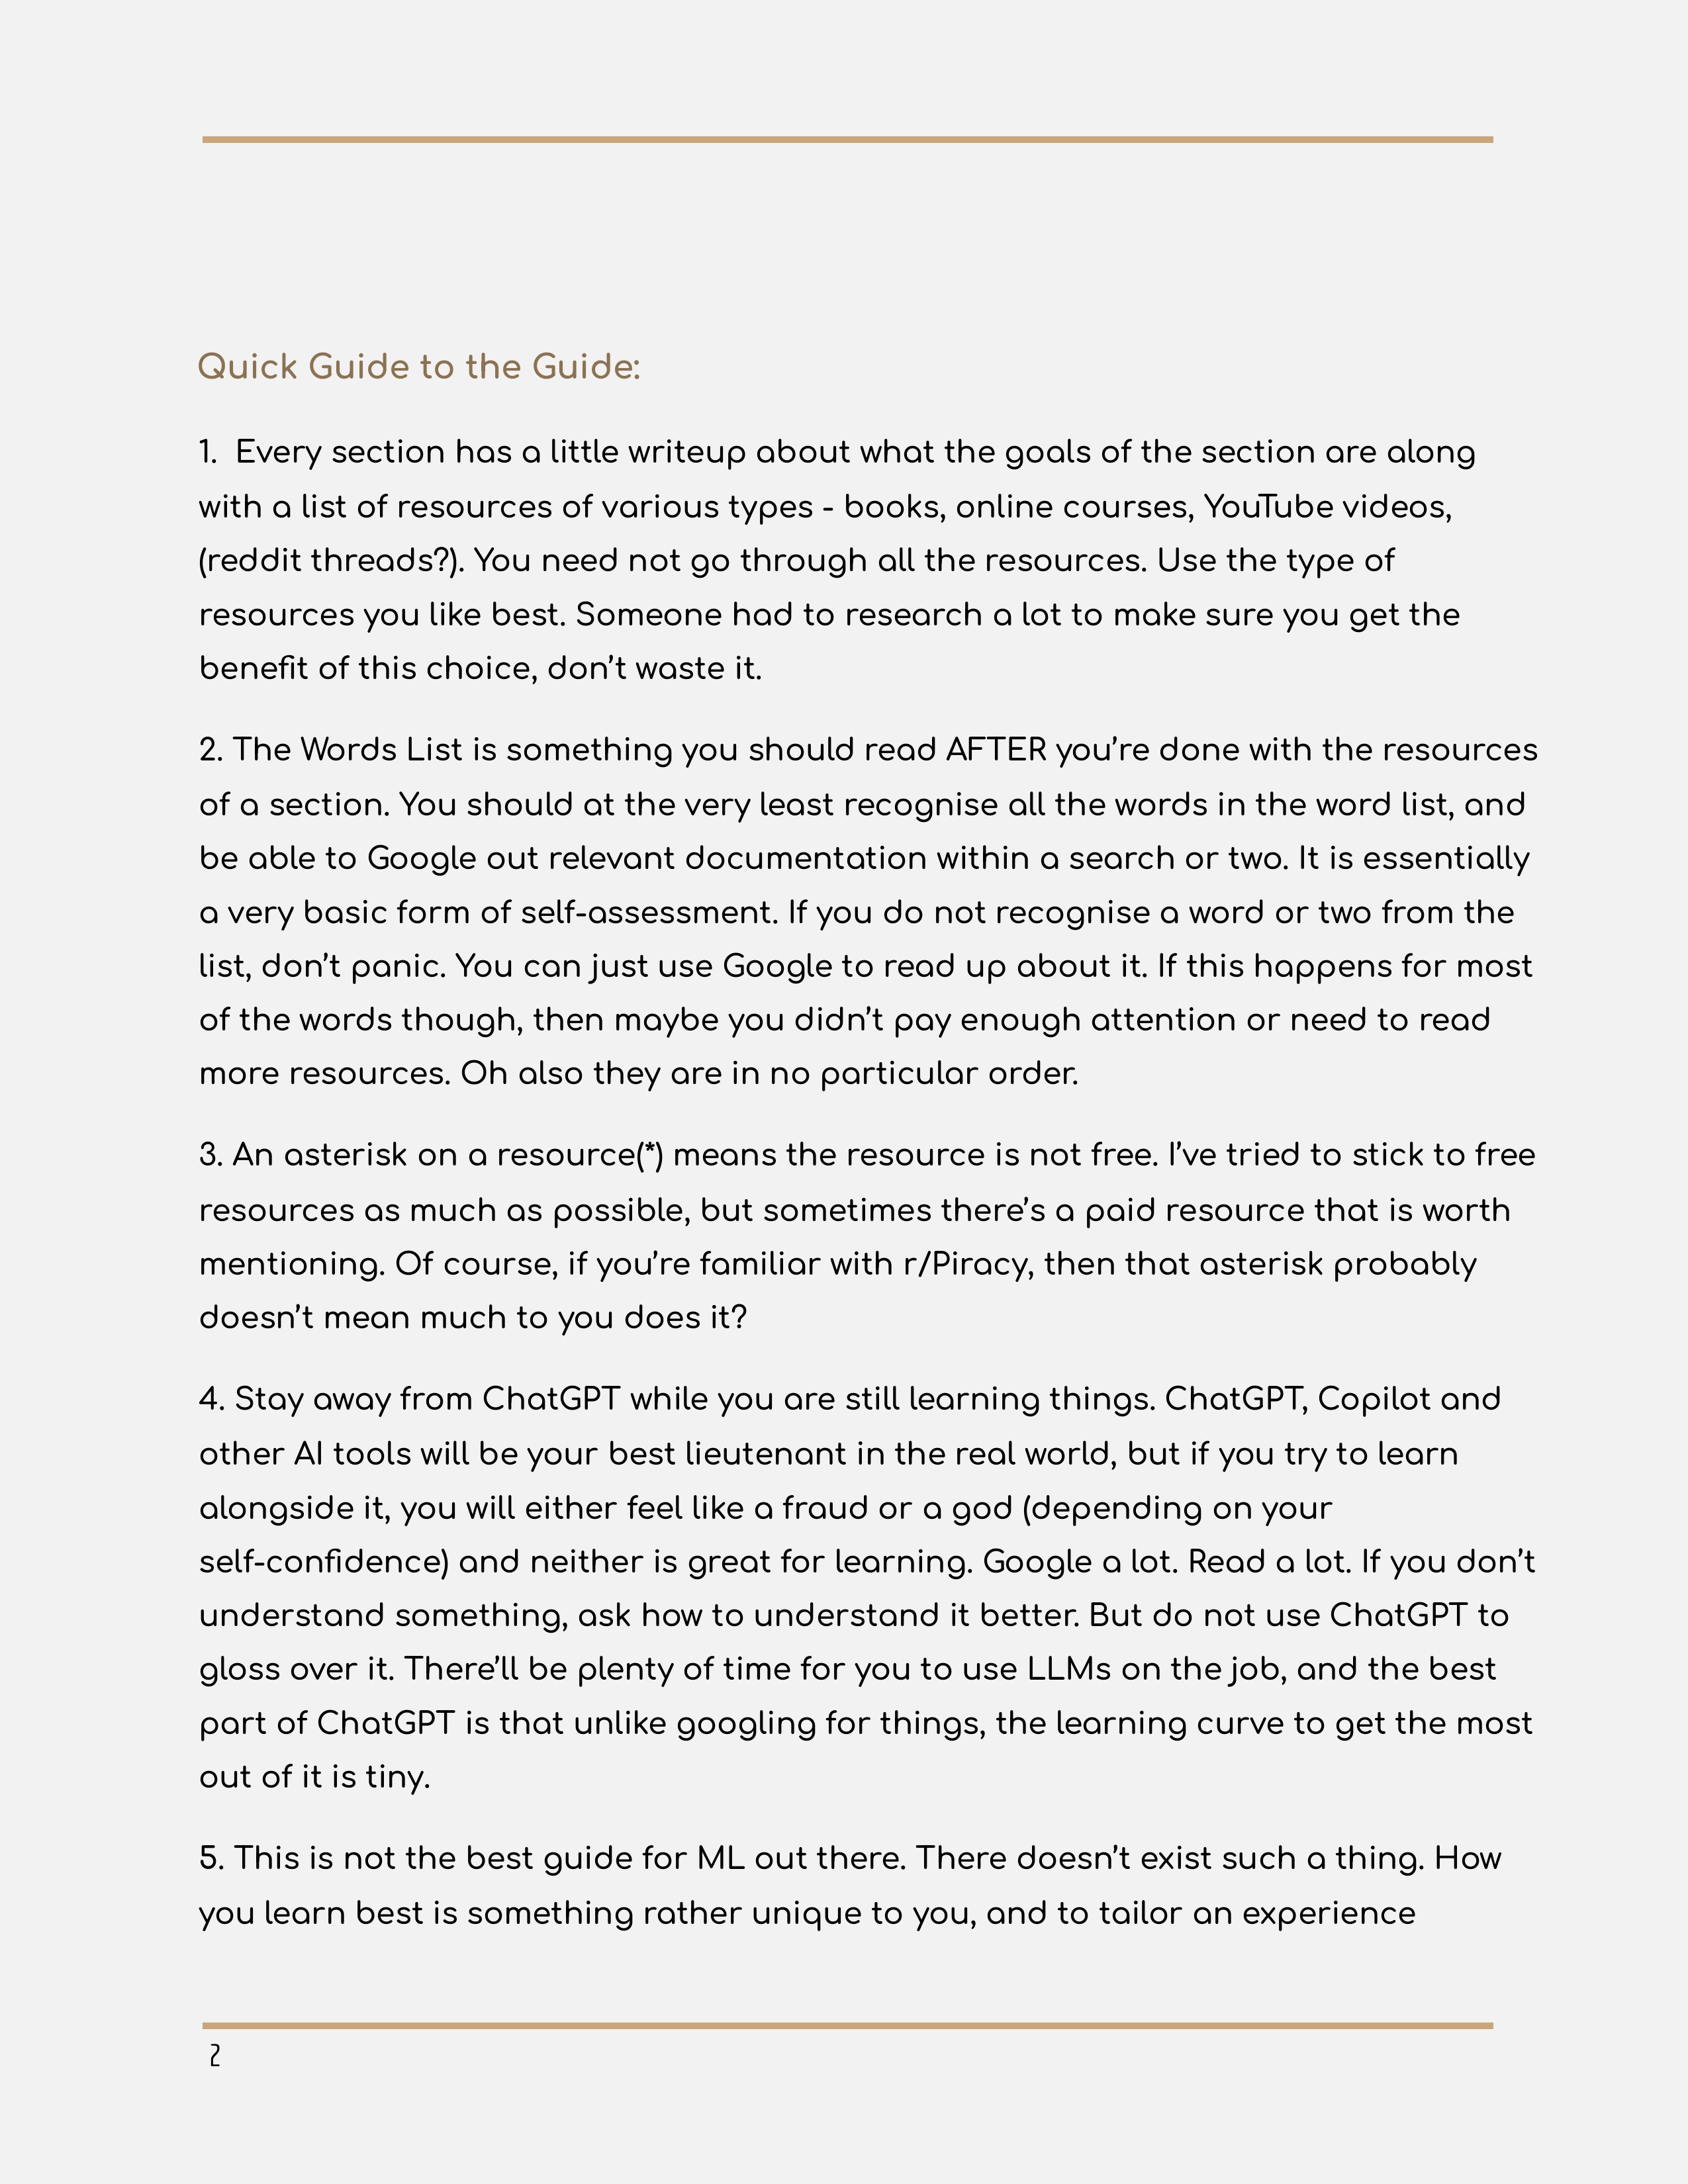 Quick Guide to the Guide:
1.  Every section has a little writeup about what the goals of the section are along
with a list of resources of various types - books, online courses, YouTube videos,
(reddit threads?). You need not go through all the resources. Use the type of
resources you like best. Someone had to research a lot to make sure you get the
benefit of this choice, don’t waste it.
2. The Words List is something you should read AFTER you’re done with the resources
of a section. You should at the very least recognise all the words in the word list, and
be able to Google out relevant documentation within a search or two. It is essentially
a very basic form of self-assessment. If you do not recognise a word or two from the
list, don’t panic. You can just use Google to read up about it. If this happens for most
of the words though, then maybe you didn’t pay enough attention or need to read
more resources. Oh also they are in no particular order.
3. An asterisk on a resource(*) means the resource is not free. I’ve tried to stick to free
resources as much as possible, but sometimes there’s a paid resource that is worth
mentioning. Of course, if you’re familiar with r/Piracy, then that asterisk probably
doesn’t mean much to you does it?
4. Stay away from ChatGPT while you are still learning things. ChatGPT, Copilot and
other AI tools will be your best lieutenant in the real world, but if you try to learn
alongside it, you will either feel like a fraud or a god (depending on your
self-confidence) and neither is great for learning. Google a lot. Read a lot. If you don’t
understand something, ask how to understand it better. But do not use ChatGPT to
gloss over it. There’ll be plenty of time for you to use LLMs on the job, and the best
part of ChatGPT is that unlike googling for things, the learning curve to get the most
out of it is tiny.
5. This is not the best guide for ML out there. There doesn’t exist such a thing. How
you learn best is something rather unique to you, and to tailor an experience
2